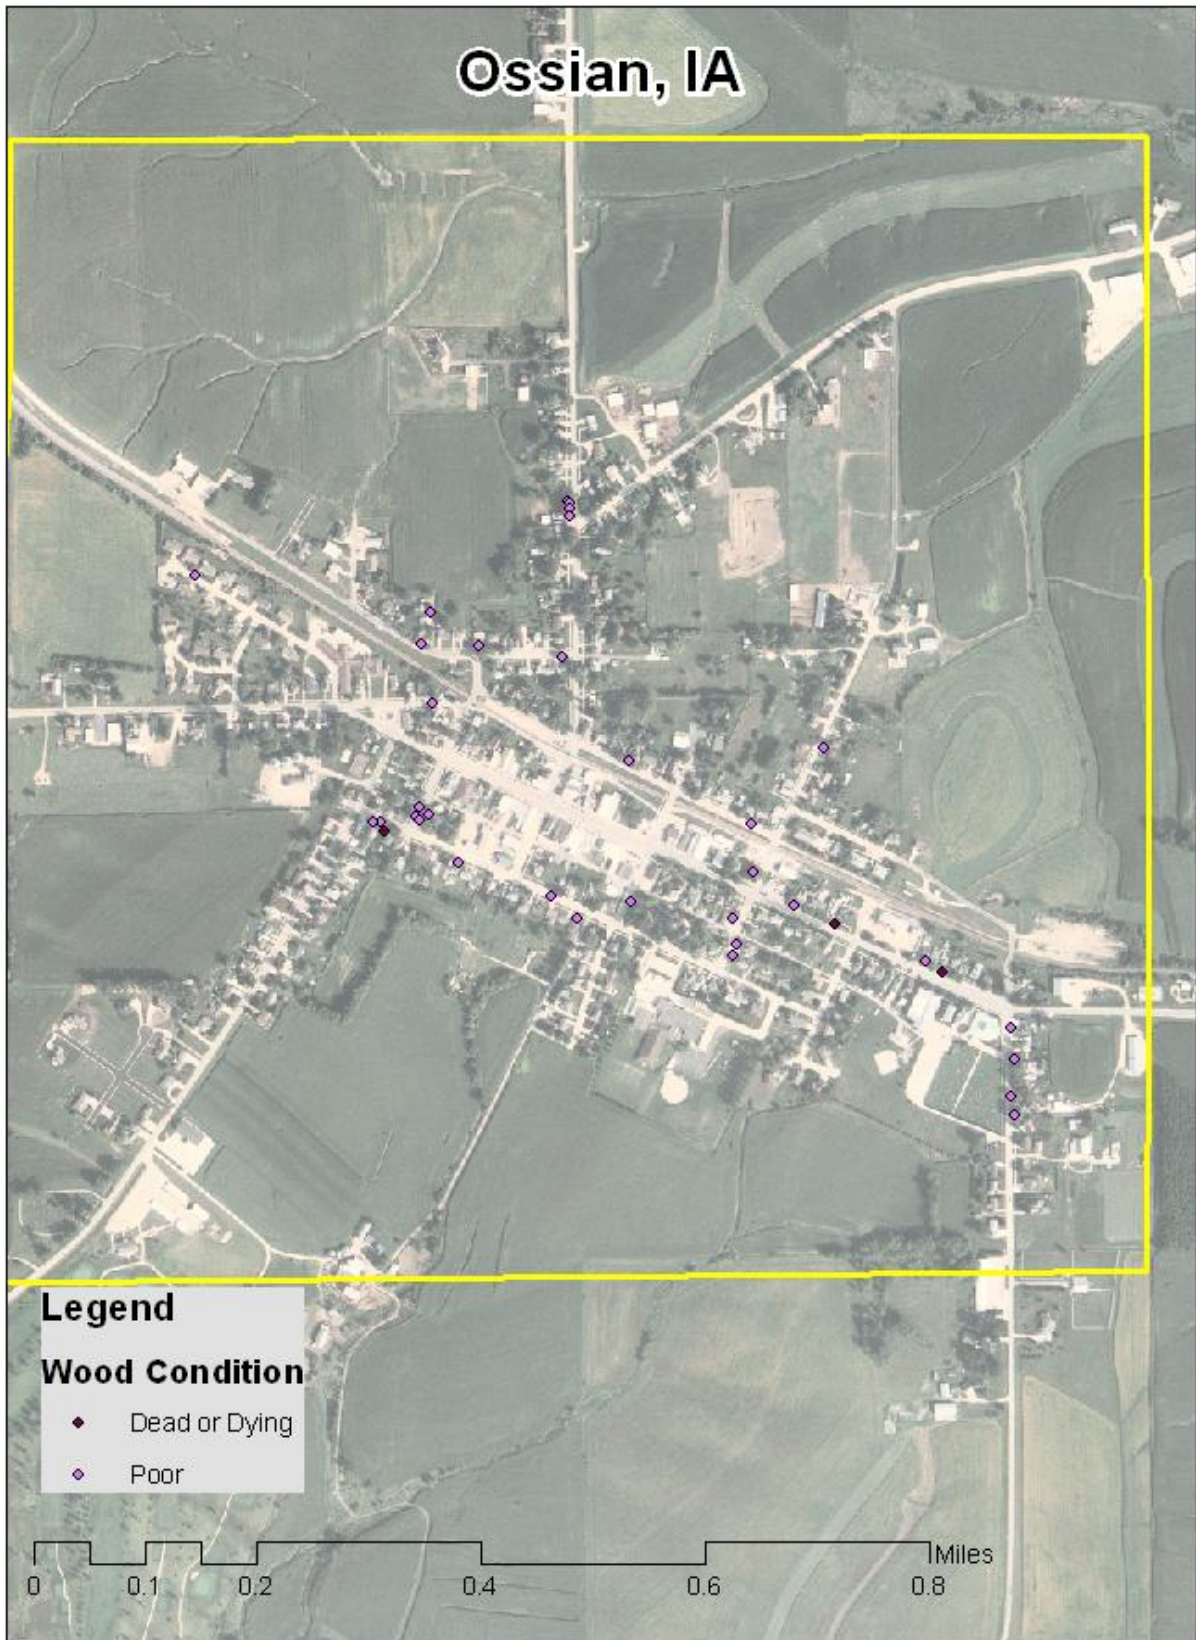 Ossian, IA
Legend
Wood Condition
Dead or Dying
Poor
Miles
0 0.1 0.2 0.4 0.6 0.8